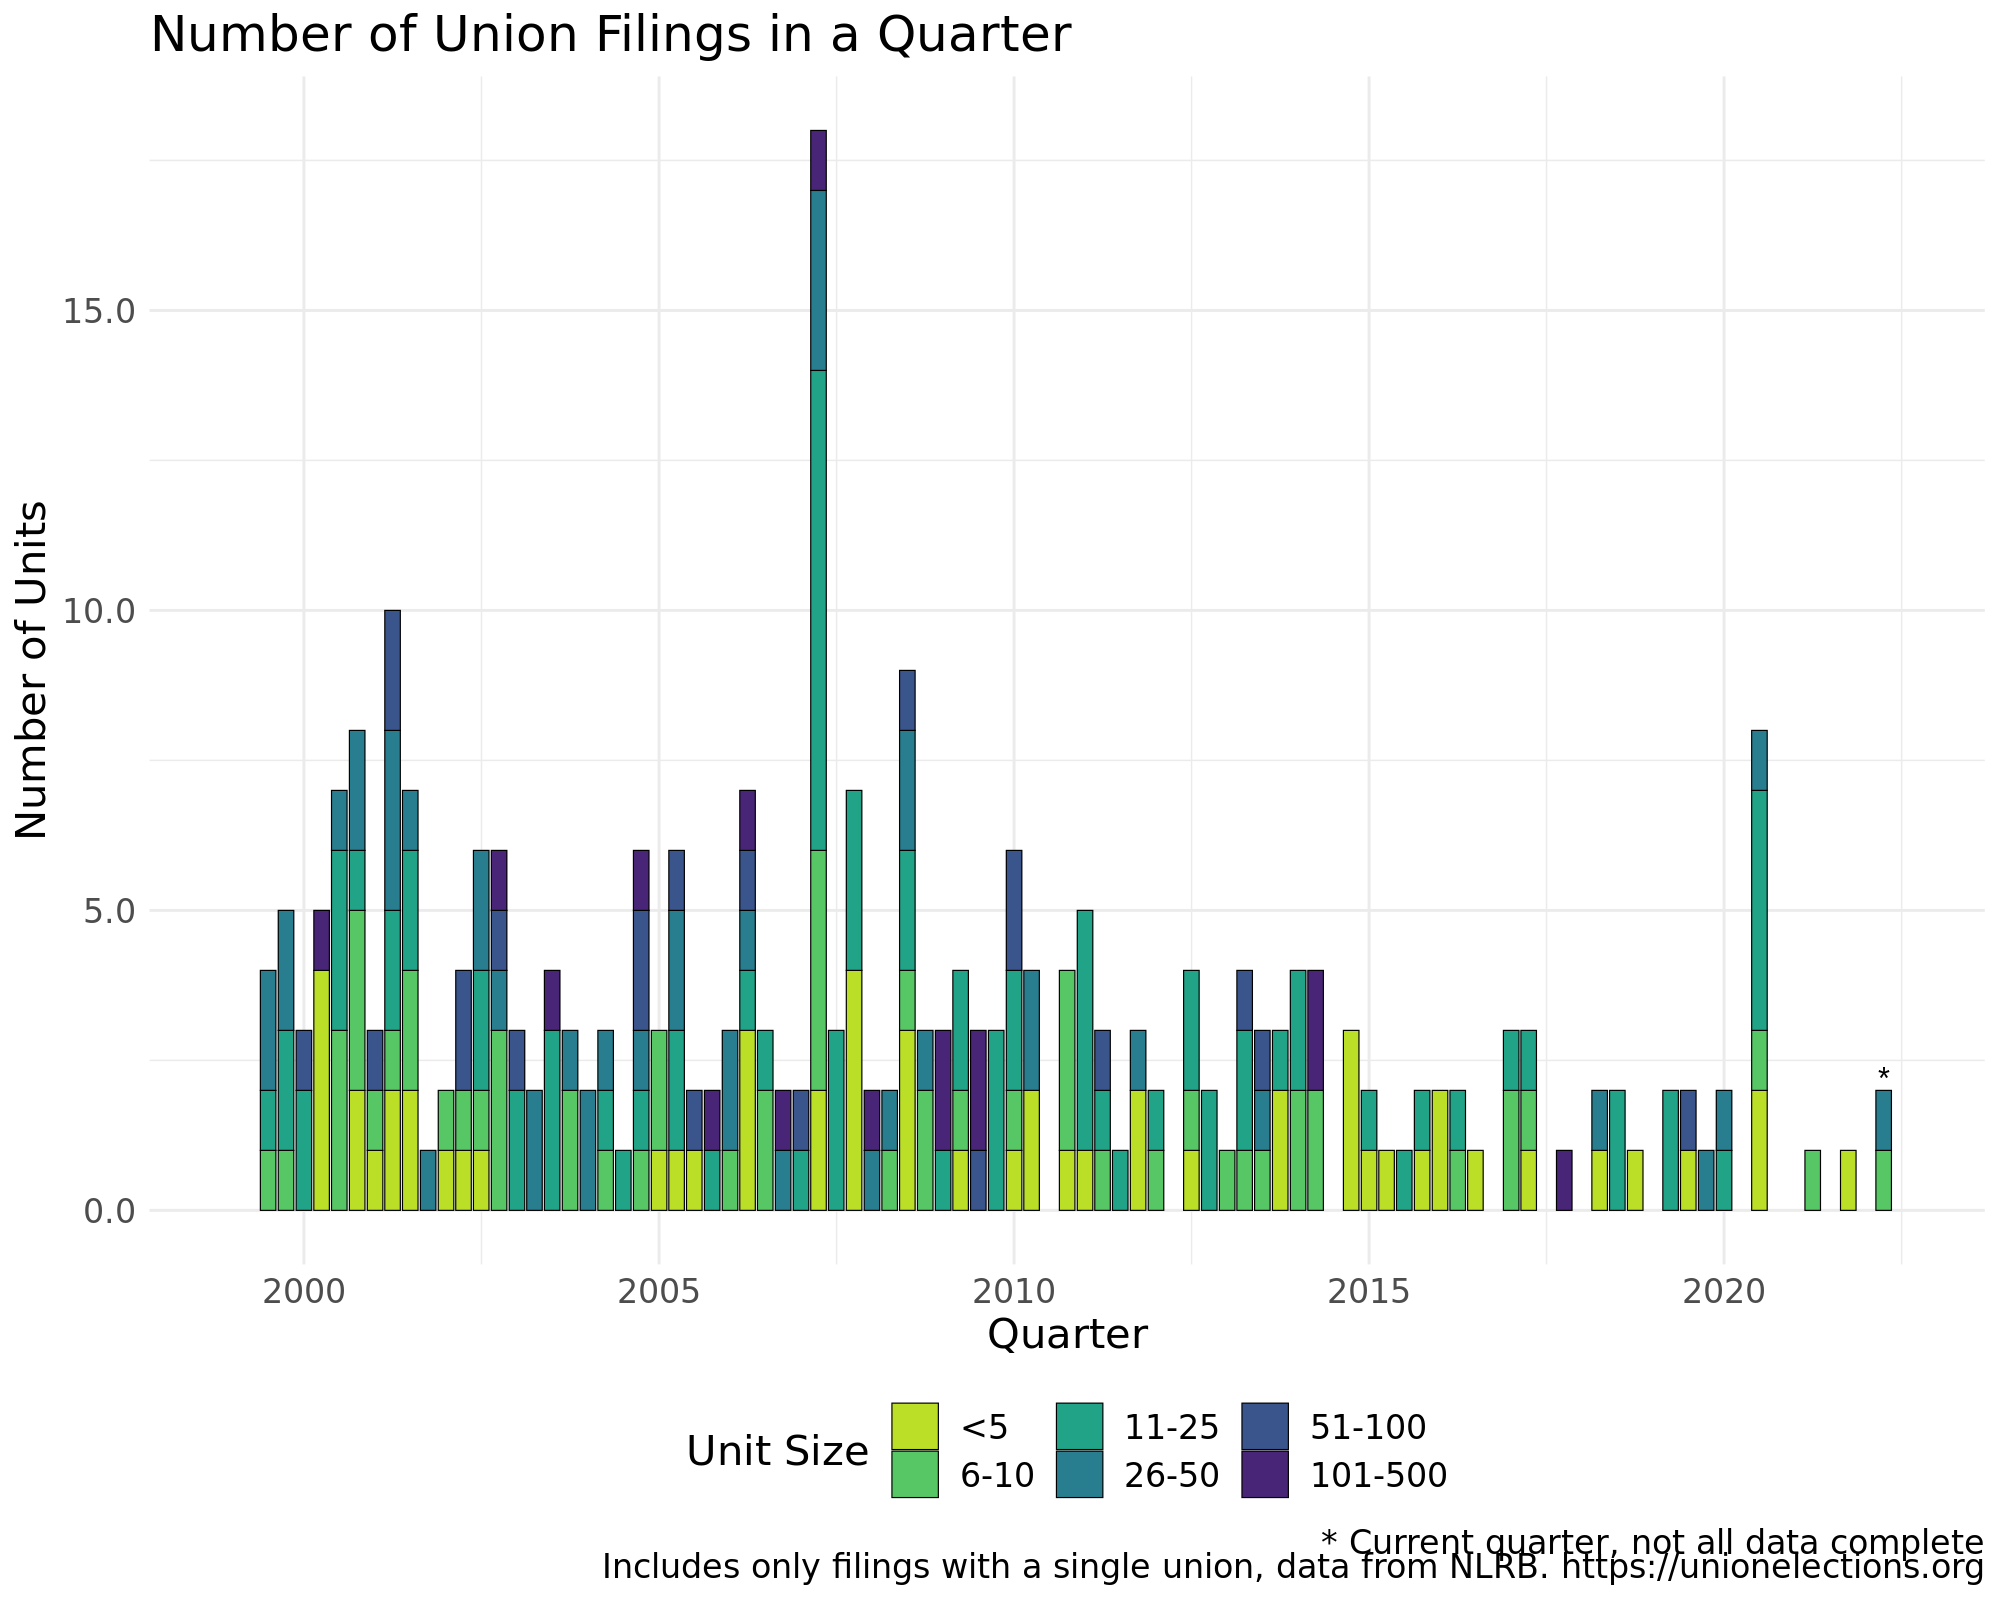 Number of Union Filings in a Quarter
Number of Units
15.0
10.0
5.0
0.0
*
2000 2005 2010 2015 2020
Quarter
Unit Size
<5 11-25 51-100
6-10 26-50 101-500
* Current quarter, not all data complete
Includes only filings with a single union, data from NLRB. https://unionelections.org